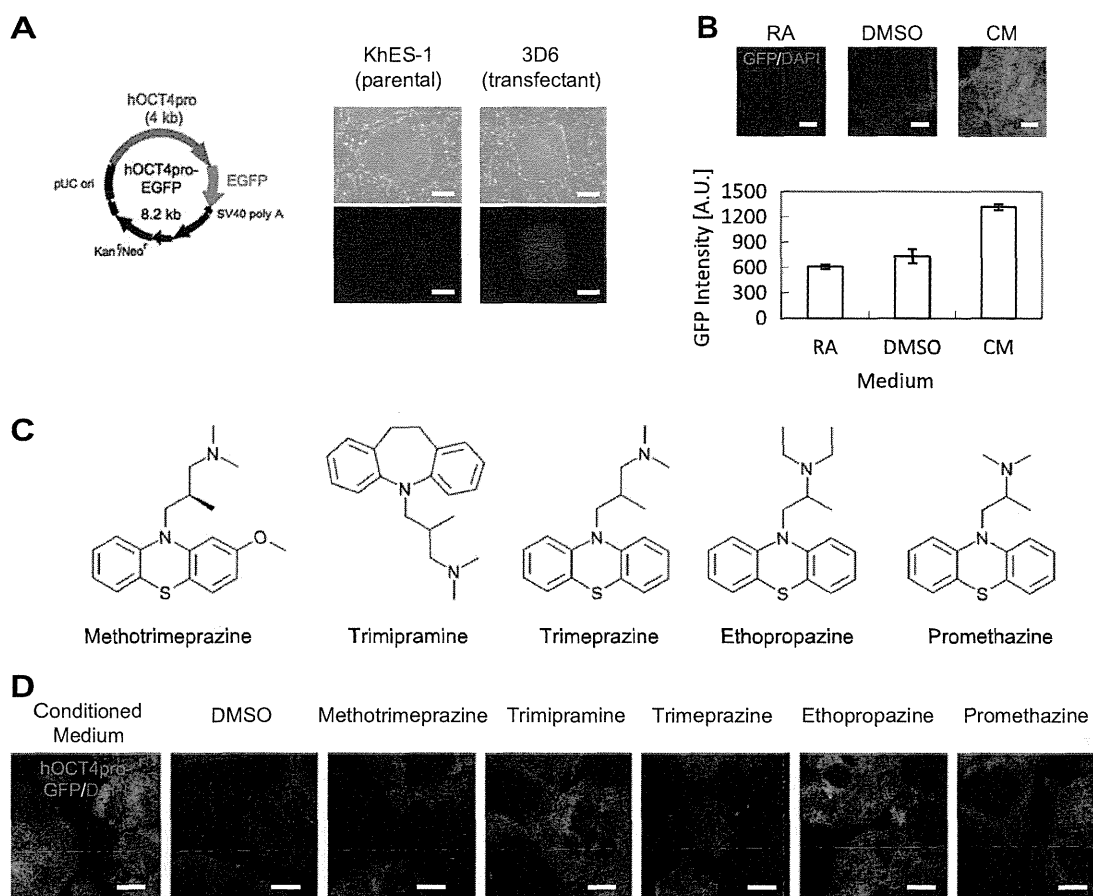 A
hOCT4pro
(4 kb)
pUC ori
hOCT4pro-
EGFP
8.2 kb
EGFP
SV40 poly A
Kanʳ/Neoʳ
KhES-1
(parental)
3D6
(transfectant)
B
RA
DMSO
CM
GFP/DAPI
GFP Intensity [A.U.]
1500
1200
900
600
300
0
RA
DMSO
CM
Medium
C
N
N
S
O
Methotrimeprazine
N
N
Trimipramine
N
N
S
Trimeprazine
N
N
S
Ethopropazine
N
N
S
Promethazine
D
Conditioned
Medium
DMSO
Methotrimeprazine
Trimipramine
Trimeprazine
Ethopropazine
Promethazine
hOCT4pro-
GFP/DAPI